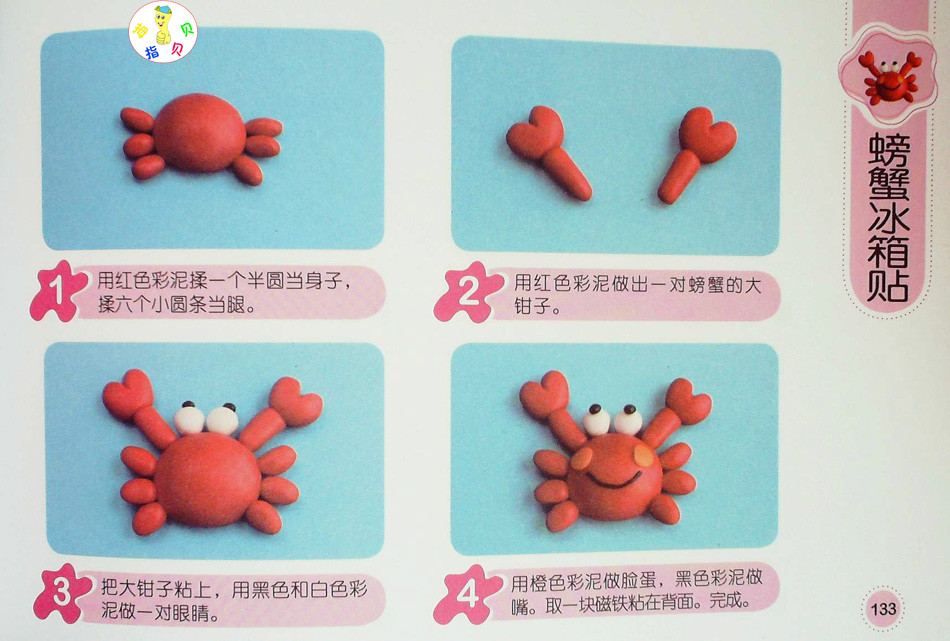 古指贝贝
1
用红色彩泥揉一个半圆当身子，
揉六个小圆条当腿。
2
用红色彩泥做出一对螃蟹的大
钳子。
3
把大钳子粘上，用黑色和白色彩
泥做一对眼睛。
4
用橙色彩泥做脸蛋，黑色彩泥做
嘴。取一块磁铁粘在背面。完成。
螃蟹冰箱贴
133